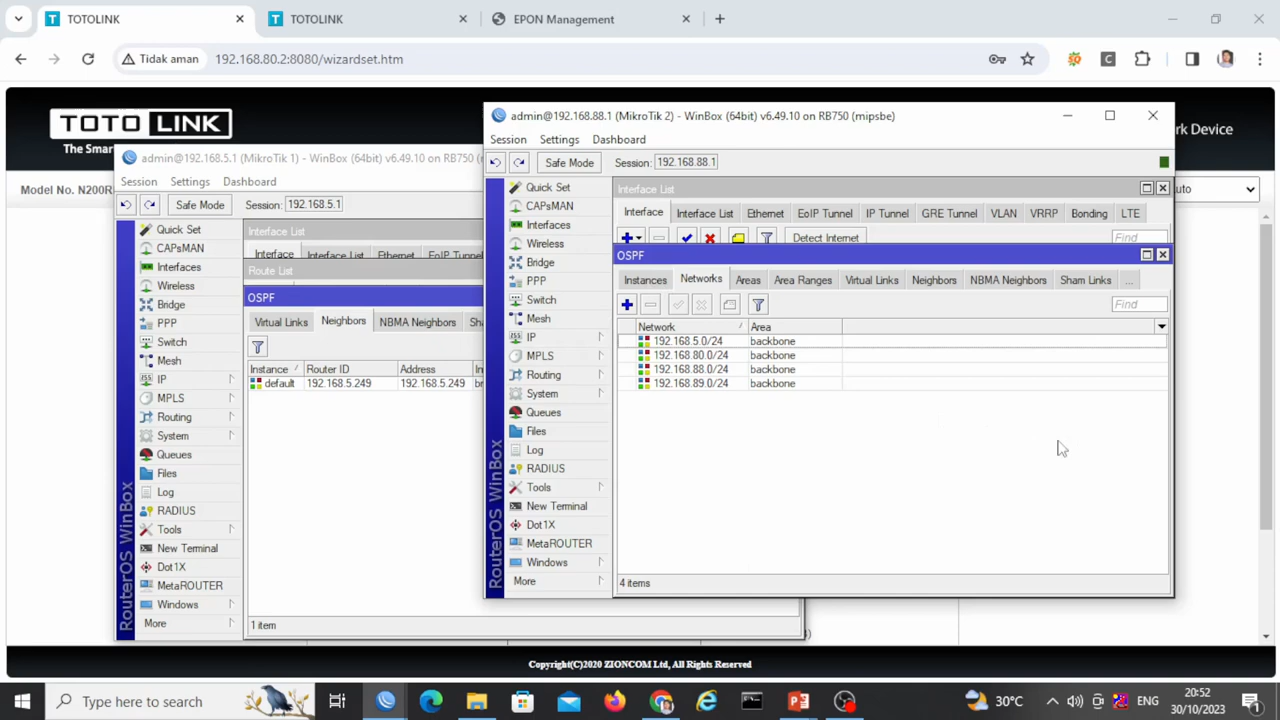 TOTOLINK
TOTOLINK
EPON Management
Tidak aman
192.168.80.2:8080/wizardset.htm
TOTO LINK
The Smar
rk Device
Model No. N200R
uto
admin@192.168.5.1 (MikroTik 1) - WinBox (64bit) v6.49.10 on RB750 (
Session Settings Dashboard
Safe Mode Session: 192.168.5.1
Quick Set
CAPsMAN
Interfaces
Wireless
Bridge
PPP
Switch
Mesh
IP
MPLS
Routing
System
Queues
Files
Log
RADIUS
Tools
New Terminal
Dot1X
MetaROUTER
Windows
More
RouterOS WinBox
Interface List
Interface Interface List Ethernet EoIP Tunnel
Route List
OSPF
Virtual Links Neighbors NBMA Neighbors Sha
Instance Router ID Address In
default 192.168.5.249 192.168.5.249 br
1 item
admin@192.168.88.1 (MikroTik 2) - WinBox (64bit) v6.49.10 on RB750 (mipsbe)
Session Settings Dashboard
Safe Mode Session: 192.168.88.1
Quick Set
CAPsMAN
Interfaces
Wireless
Bridge
PPP
Switch
Mesh
IP
MPLS
Routing
System
Queues
Files
Log
RADIUS
Tools
New Terminal
Dot1X
MetaROUTER
Windows
More
RouterOS WinBox
Interface List
Interface Interface List Ethernet EoIP Tunnel IP Tunnel GRE Tunnel VLAN VRRP Bonding LTE
Detect Internet Find
OSPF
Instances Networks Areas Area Ranges Virtual Links Neighbors NBMA Neighbors Sham Links ...
Find
Network Area
192.168.5.0/24 backbone
192.168.80.0/24 backbone
192.168.88.0/24 backbone
192.168.89.0/24 backbone
4 items
Copyright(C)2020 ZIONCOM Ltd, All Rights Reserved
Type here to search
30°C
ENG
20:52
30/10/2023